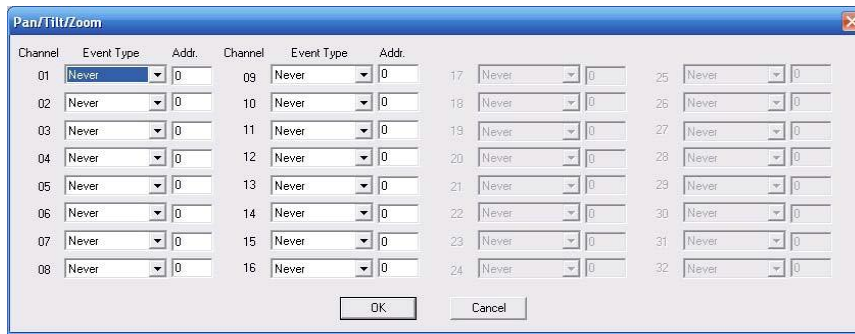 Pan/Tilt/Zoom
Channel Event Type Addr. Channel Event Type Addr.
01 Never 0 09 Never 0 17 Never 0 25 Never 0
02 Never 0 10 Never 0 18 Never 0 26 Never 0
03 Never 0 11 Never 0 19 Never 0 27 Never 0
04 Never 0 12 Never 0 20 Never 0 28 Never 0
05 Never 0 13 Never 0 21 Never 0 29 Never 0
06 Never 0 14 Never 0 22 Never 0 30 Never 0
07 Never 0 15 Never 0 23 Never 0 31 Never 0
08 Never 0 16 Never 0 24 Never 0 32 Never 0
OK Cancel